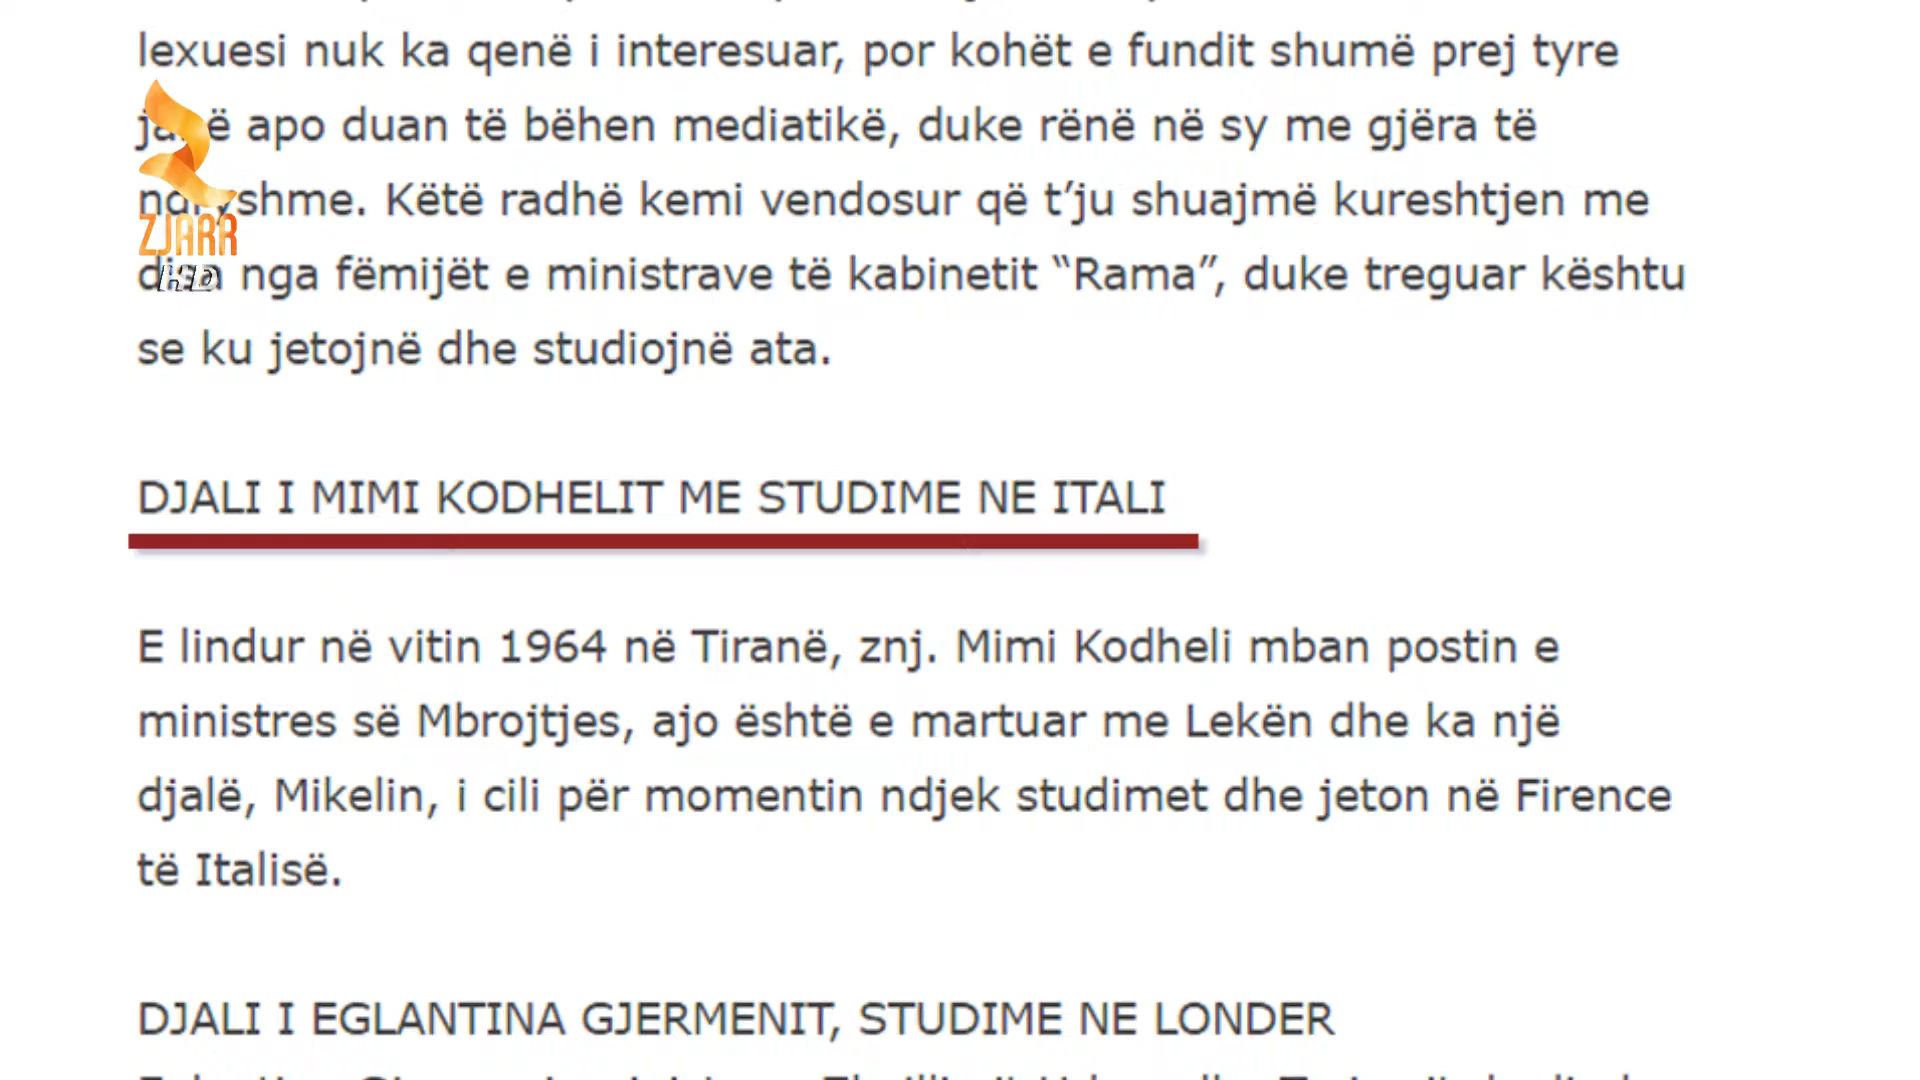 lexuesi nuk ka qenë i interesuar, por kohët e fundit shumë prej tyre
apo duan të bëhen mediatikë, duke rënë në sy me gjëra të
ndryshme. Këtë radhë kemi vendosur që t’ju shuajmë kureshtjen me
ZJARR
HD
nga fëmijët e ministrave të kabinetit “Rama”, duke treguar kështu
se ku jetojnë dhe studiojnë ata.
DJALI I MIMI KODHELIT ME STUDIME NE ITALI
E lindur në vitin 1964 në Tiranë, znj. Mimi Kodheli mban postin e
ministres së Mbrojtjes, ajo është e martuar me Lekën dhe ka një
djalë, Mikelin, i cili për momentin ndjek studimet dhe jeton në Firence
të Italisë.
DJALI I EGLANTINA GJERMENIT, STUDIME NE LONDER